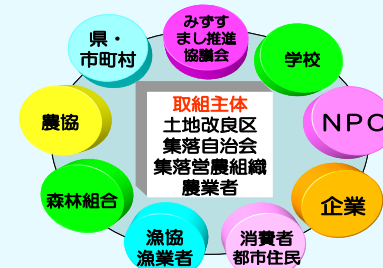 みずす
まし推進
協議会
県・
市町村
学校
取組主体
土地改良区
集落自治会
集落営農組織
農業者
農協
NPO
森林組合
企業
漁協
漁業者
消費者
都市住民